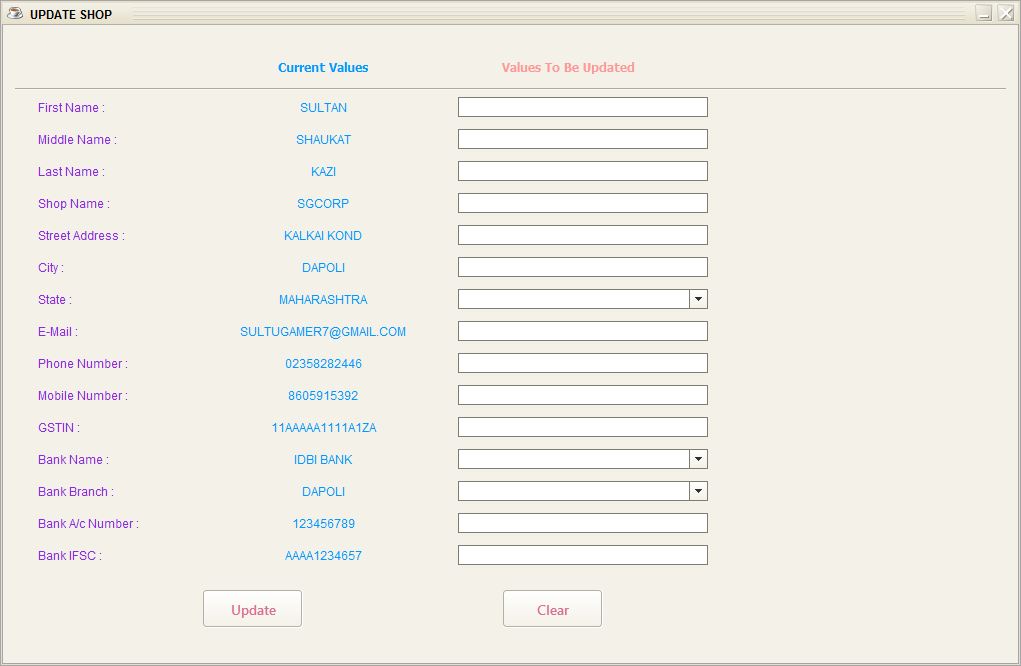 UPDATE SHOP
Current Values Values To Be Updated
First Name : SULTAN
Middle Name : SHAUKAT
Last Name : KAZI
Shop Name : SGCORP
Street Address : KALKAI KOND
City : DAPOLI
State : MAHARASHTRA
E-Mail : SULTUGAMER7@GMAIL.COM
Phone Number : 02358282446
Mobile Number : 8605915392
GSTIN : 11AAAAA1111A1ZA
Bank Name : IDBI BANK
Bank Branch : DAPOLI
Bank A/c Number : 123456789
Bank IFSC : AAAA1234657
Update Clear